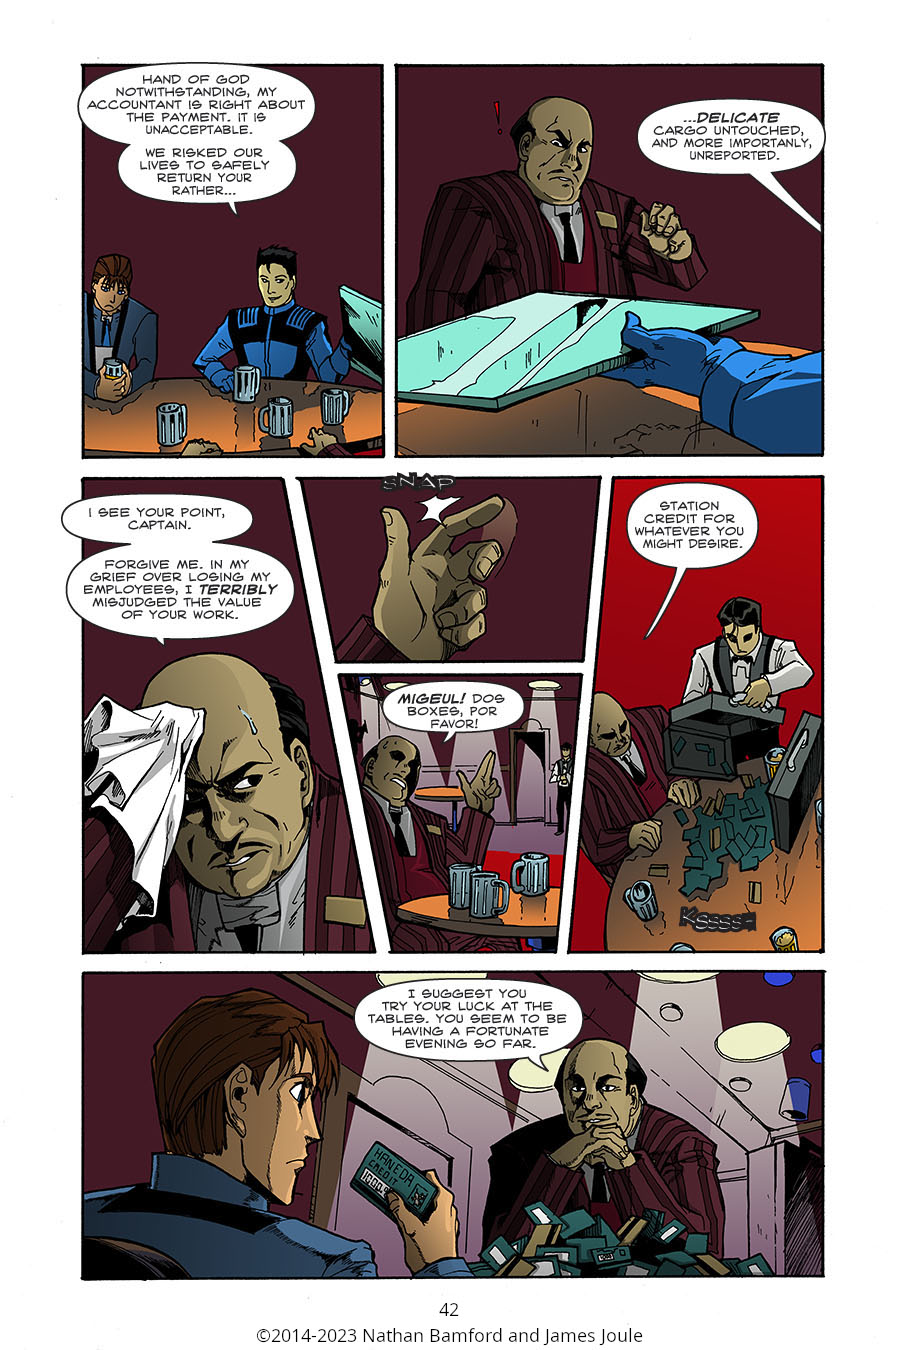 HAND OF GOD
NOTWITHSTANDING, MY
ACCOUNTANT IS RIGHT ABOUT
THE PAYMENT. IT IS
UNACCEPTABLE.
WE RISKED OUR
LIVES TO SAFELY
RETURN YOUR
RATHER...
!
...DELICATE
CARGO UNTOUCHED,
AND MORE IMPORTANLY,
UNREPORTED.
I SEE YOUR POINT,
CAPTAIN.
FORGIVE ME. IN MY
GRIEF OVER LOSING MY
EMPLOYEES, I TERRIBLY
MISJUDGED THE VALUE
OF YOUR WORK.
SNAP
MIGEUL! DOS
BOXES, POR
FAVOR!
STATION
CREDIT FOR
WHATEVER YOU
MIGHT DESIRE.
I SUGGEST YOU
TRY YOUR LUCK AT THE
TABLES. YOU SEEM TO BE
HAVING A FORTUNATE
EVENING SO FAR.
HANEDA
CREDIT
42
©2014-2023 Nathan Bamford and James Joule